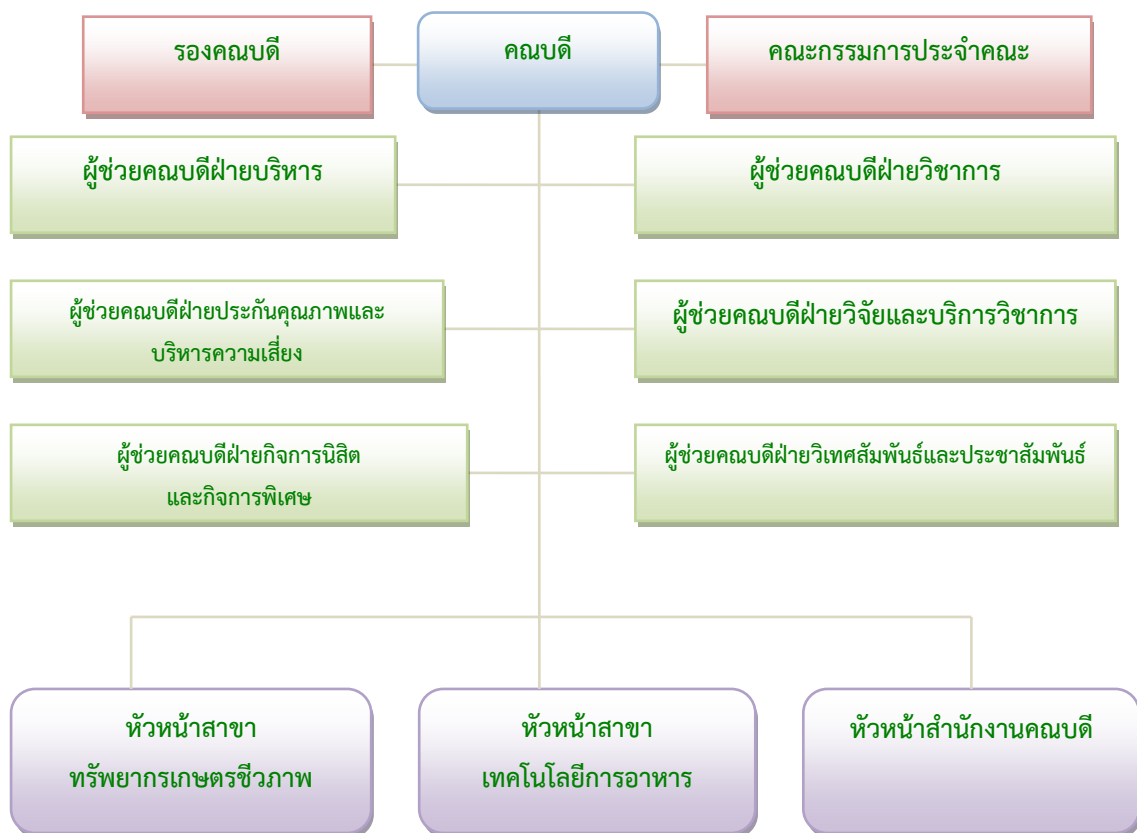 รองคณบดี
คณบดี
คณะกรรมการประจำคณะ
ผู้ช่วยคณบดีฝ่ายบริหาร
ผู้ช่วยคณบดีฝ่ายวิชาการ
ผู้ช่วยคณบดีฝ่ายประกันคุณภาพและ
บริหารความเสี่ยง
ผู้ช่วยคณบดีฝ่ายวิจัยและบริการวิชาการ
ผู้ช่วยคณบดีฝ่ายกิจการนิสิต
และกิจการพิเศษ
ผู้ช่วยคณบดีฝ่ายวิเทศสัมพันธ์และประชาสัมพันธ์
หัวหน้าสาขา
ทรัพยากรเกษตรชีวภาพ
หัวหน้าสาขา
เทคโนโลยีการอาหาร
หัวหน้าสำนักงานคณบดี